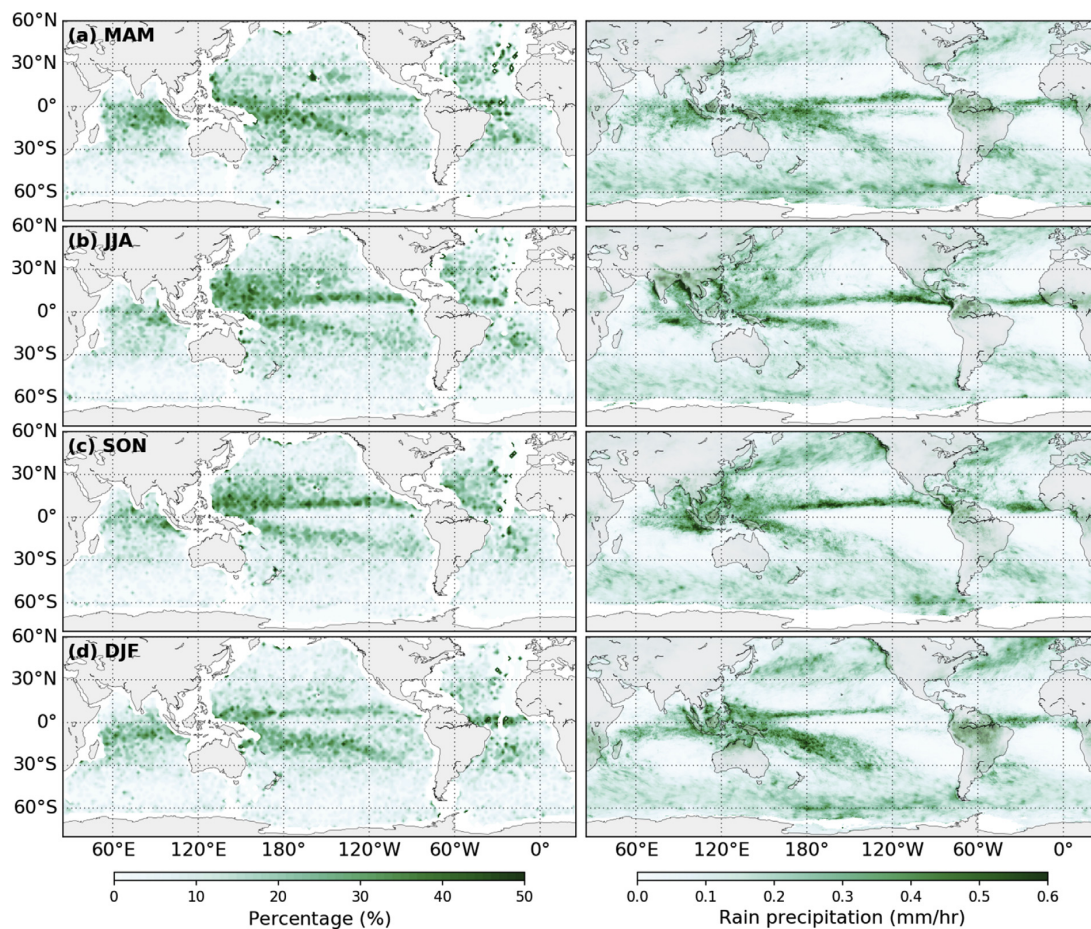 60°N
(a) MAM
30°N
0°
30°S
60°S
60°N
(b) JJA
30°N
0°
30°S
60°S
60°N
(c) SON
30°N
0°
30°S
60°S
60°N
(d) DJF
30°N
0°
30°S
60°S
60°E 120°E 180° 120°W 60°W 0° 60°E 120°E 180° 120°W 60°W 0°
0 10 20 30 40 50 0.0 0.1 0.2 0.3 0.4 0.5 0.6
Percentage (%) Rain precipitation (mm/hr)